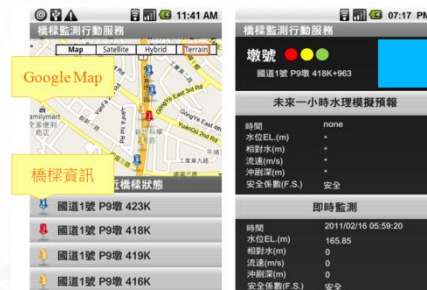 11:41 AM
橋樑監測行動服務
Map Satellite Hybrid Terrain
Google Map
橋樑資訊
近橋樑狀態
國道1號 P9墩 423K
國道1號 P9墩 418K
國道1號 P9墩 419K
國道1號 P9墩 416K
07:17 PM
橋樑監測行動服務
墩號
國道1號 P9墩 418K+963
未來一小時水理模擬預報
時間 none
水位EL.(m) *
相對水(m) *
流速(m/s) *
沖刷深(m) *
安全係數(F.S.) 安全
即時監測
時間 2011/02/16 05:59:20
水位EL.(m) 165.85
相對水(m) 0
流速(m/s) 0
沖刷深(m) 0
安全係數(F.S.) 安全